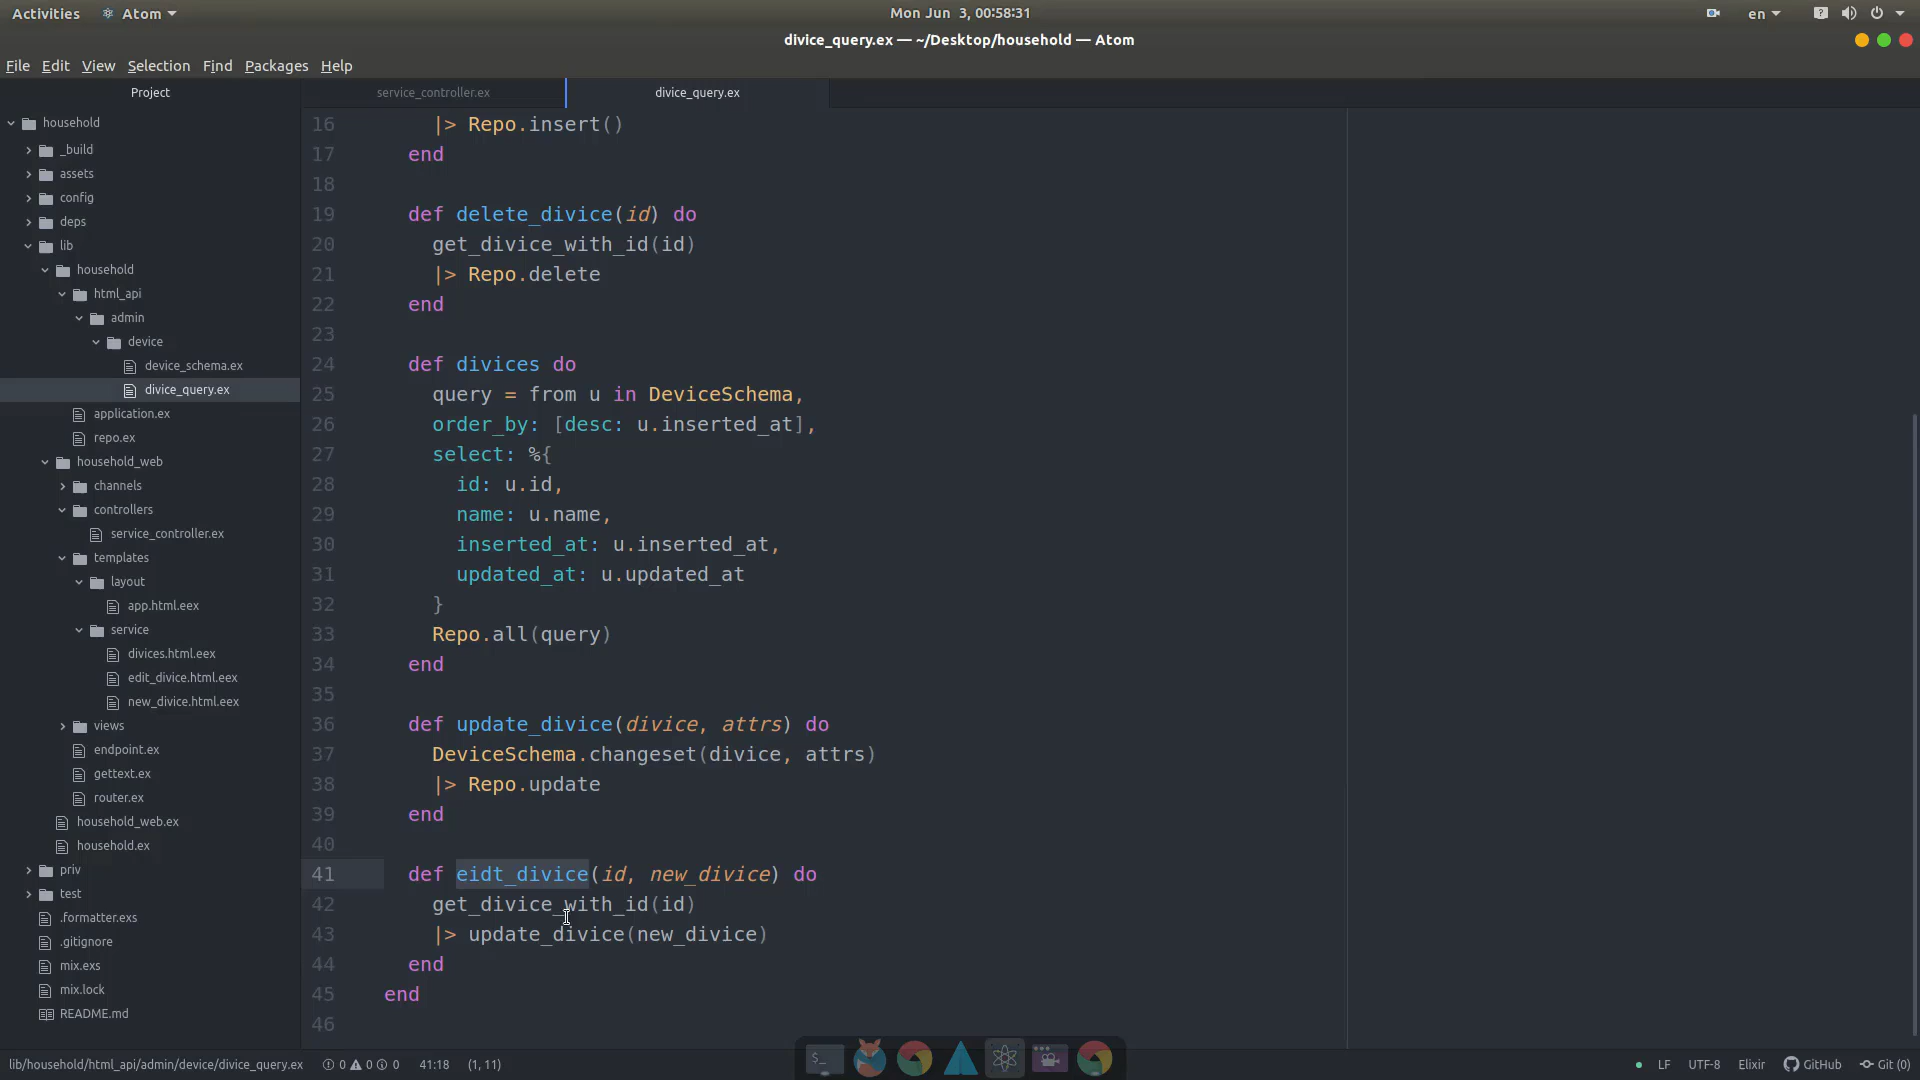 Activities Atom Mon Jun 3, 00:58:31 en
divice_query.ex — ~/Desktop/household — Atom
File Edit View Selection Find Packages Help
Project service_controller.ex divice_query.ex
household
_build
assets
config
deps
lib
household
html_api
admin
device
device_schema.ex
divice_query.ex
application.ex
repo.ex
household_web
channels
controllers
service_controller.ex
templates
layout
app.html.eex
service
divices.html.eex
edit_divice.html.eex
new_divice.html.eex
views
endpoint.ex
gettext.ex
router.ex
household_web.ex
household.ex
priv
test
.formatter.exs
.gitignore
mix.exs
mix.lock
README.md
16 |> Repo.insert()
17 end
18
19 def delete_divice(id) do
20 get_divice_with_id(id)
21 |> Repo.delete
22 end
23
24 def divices do
25 query = from u in DeviceSchema,
26 order_by: [desc: u.inserted_at],
27 select: %{
28 id: u.id,
29 name: u.name,
30 inserted_at: u.inserted_at,
31 updated_at: u.updated_at
32 }
33 Repo.all(query)
34 end
35
36 def update_divice(divice, attrs) do
37 DeviceSchema.changeset(divice, attrs)
38 |> Repo.update
39 end
40
41 def eidt_divice(id, new_divice) do
42 get_divice_with_id(id)
43 |> update_divice(new_divice)
44 end
45 end
46
lib/household/html_api/admin/device/divice_query.ex 0 0 0 41:18 (1, 11) LF UTF-8 Elixir GitHub Git (0)